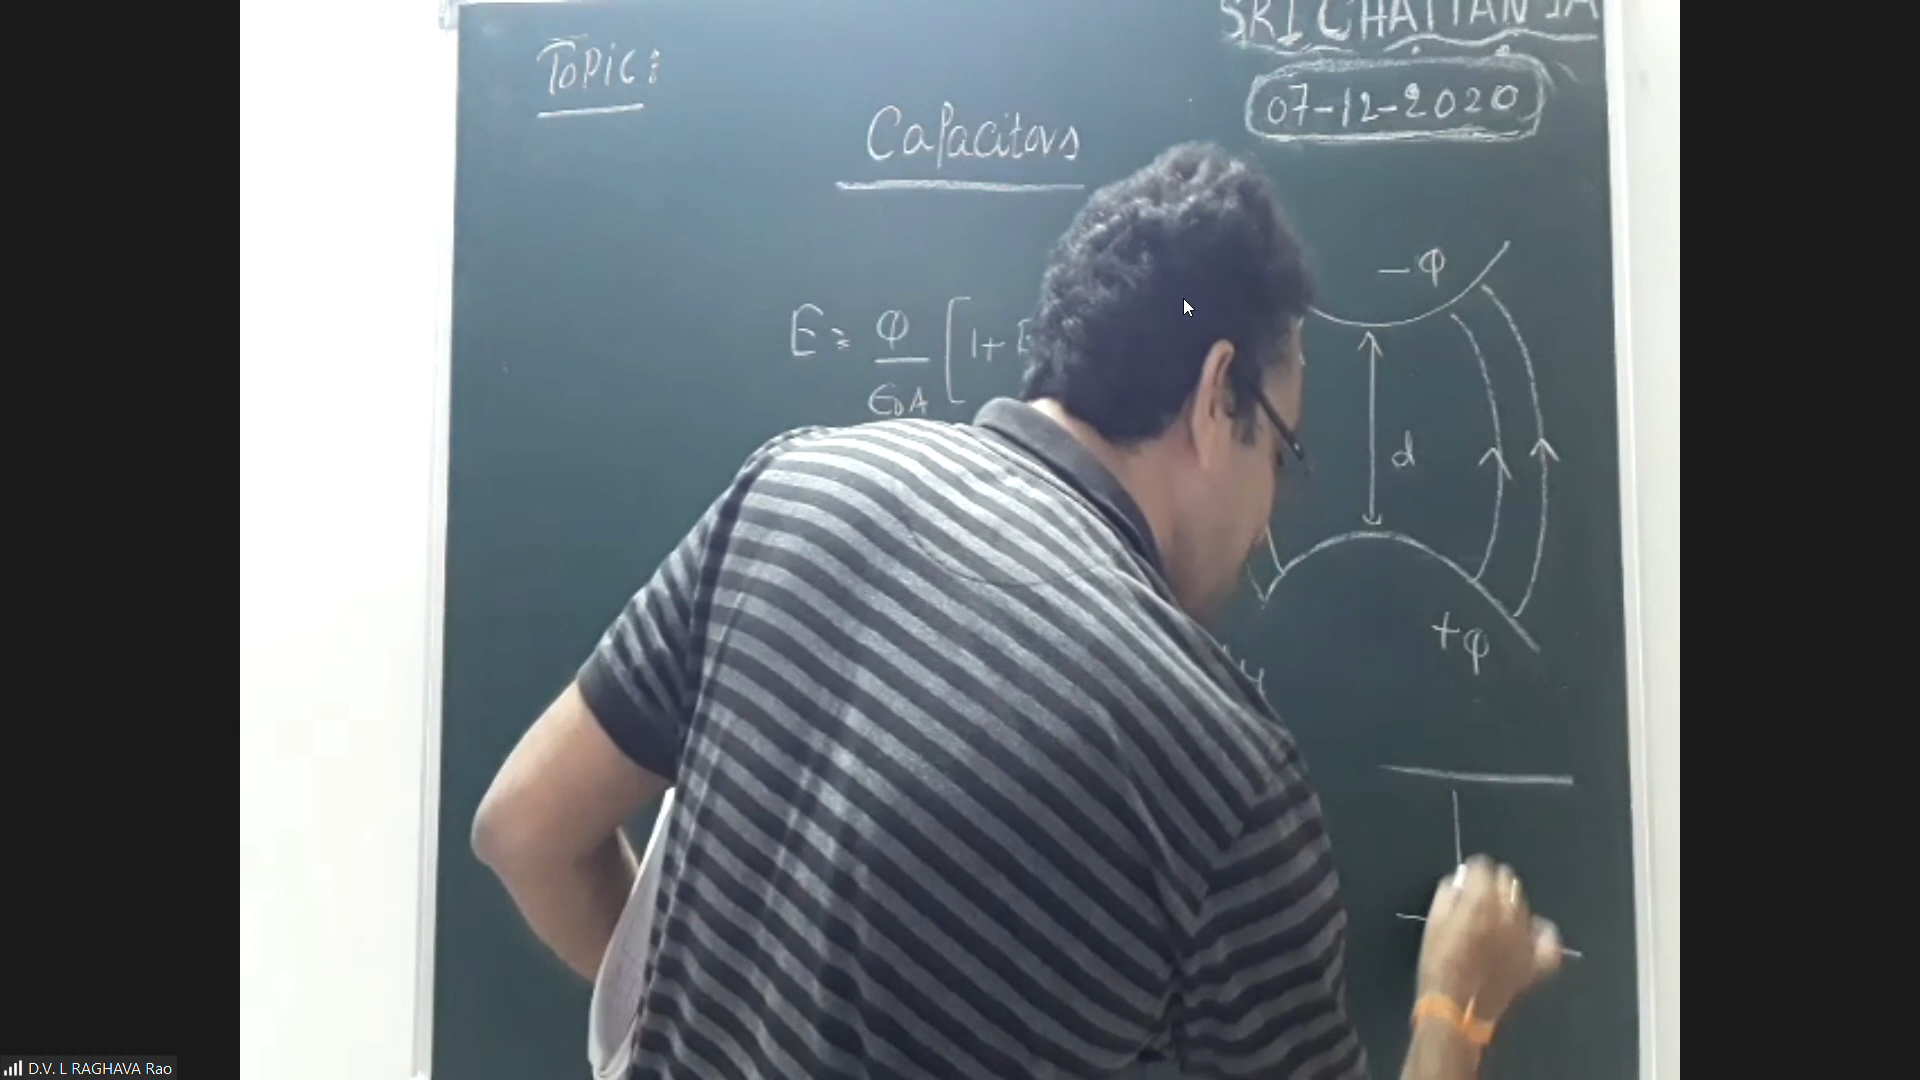 SRI CHAITANYA
TOPIC:
07-12-2020
Capacitors
E = Q / ε₀A [ 1 +
- Q
d
+ Q
D.V. L RAGHAVA Rao